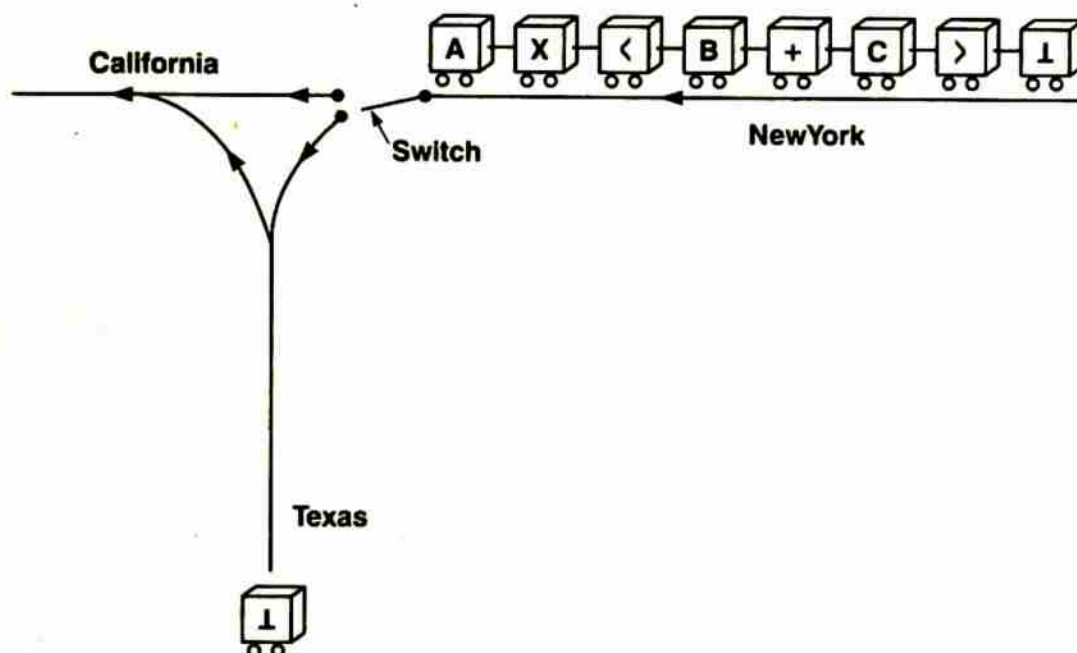 A X < B + C > ⊥
California
Switch
NewYork
Texas
⊥